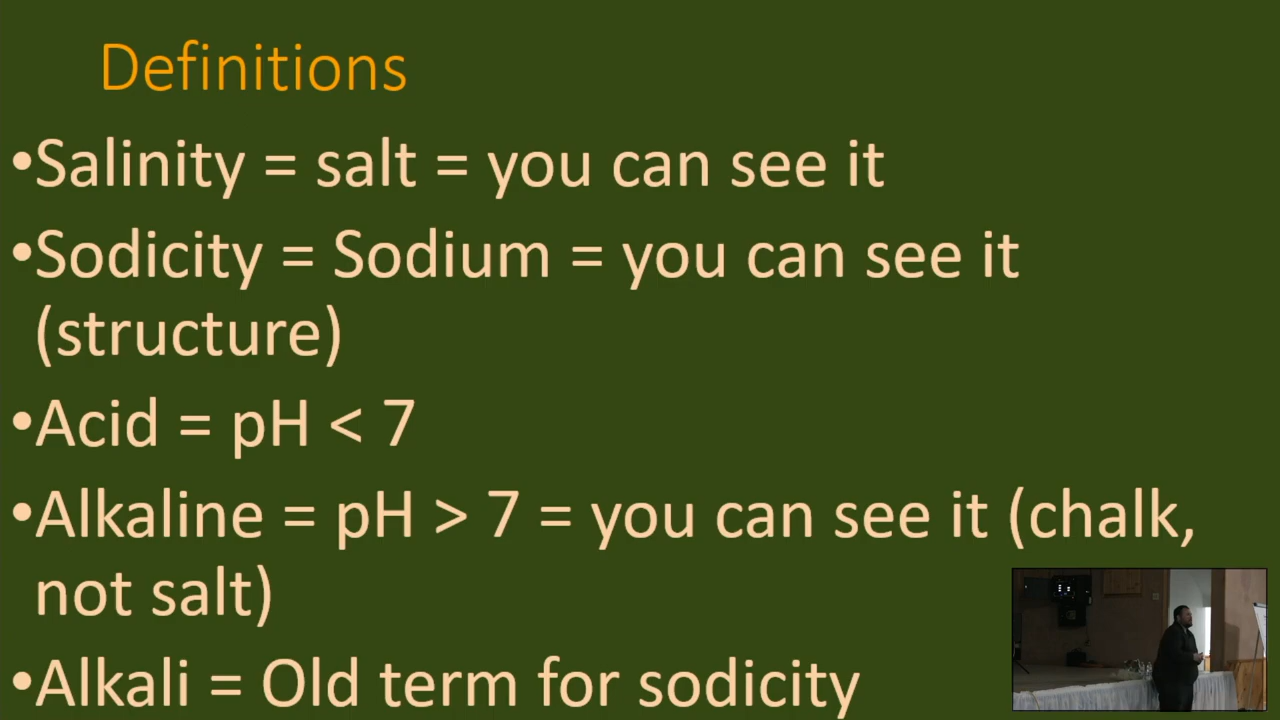 Definitions
•Salinity = salt = you can see it
•Sodicity = Sodium = you can see it
(structure)
•Acid = pH < 7
•Alkaline = pH > 7 = you can see it (chalk,
not salt)
•Alkali = Old term for sodicity